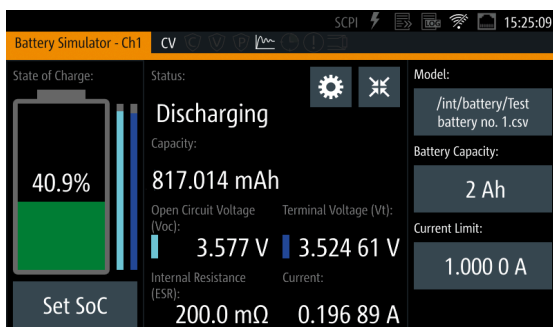 SCPI 15:25:09
Battery Simulator - Ch1 CV
State of Charge:
40.9%
Set SoC
Status:
Discharging
Capacity:
817.014 mAh
Open Circuit Voltage
(Voc):
3.577 V
Terminal Voltage (Vt):
3.524 61 V
Internal Resistance
(ESR):
200.0 mΩ
Current:
0.196 89 A
Model:
/int/battery/Test
battery no. 1.csv
Battery Capacity:
2 Ah
Current Limit:
1.000 0 A